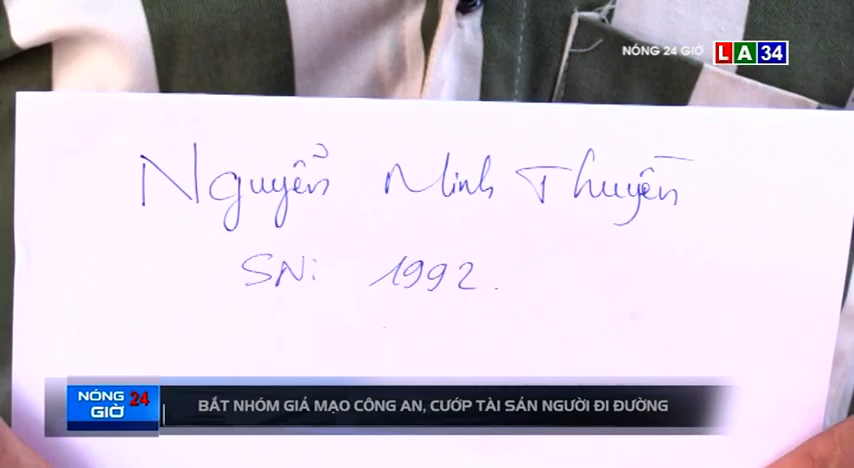 NÓNG 24 GIỜ LA34
Nguyễn Minh Thuyền
SN: 1992.
NÓNG 24 GIỜ
BẮT NHÓM GIẢ MẠO CÔNG AN, CƯỚP TÀI SẢN NGƯỜI ĐI ĐƯỜNG